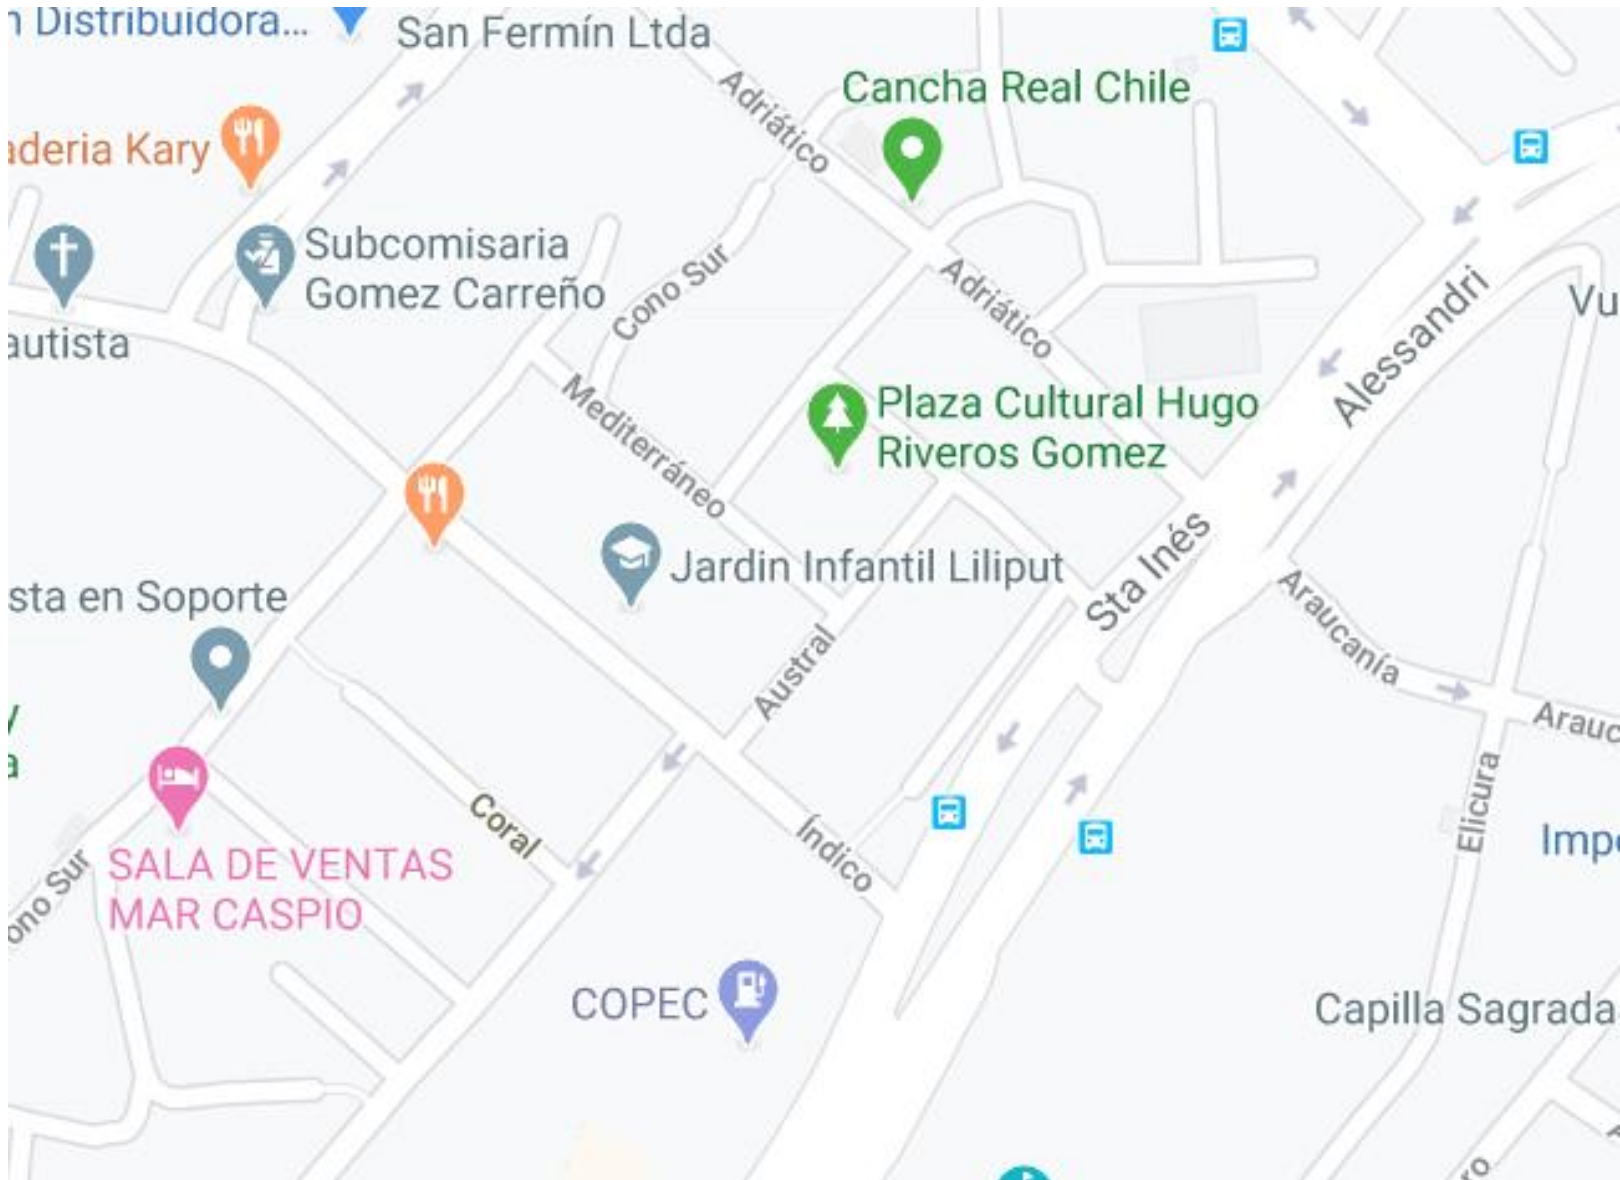 n Distribuidora...
San Fermín Ltda
Adriático
Cancha Real Chile
aderia Kary
Subcomisaria
Gomez Carreño
Cono Sur
Adriático
Alessandri
Vu
autista
Mediterráneo
Plaza Cultural Hugo
Riveros Gomez
Sta Inés
Jardin Infantil Liliput
Araucanía
sta en Soporte
Austral
Arauc
y
a
Elicura
Coral
Índico
Impe
SALA DE VENTAS
MAR CASPIO
ono Sur
COPEC
Capilla Sagrada
ro
A